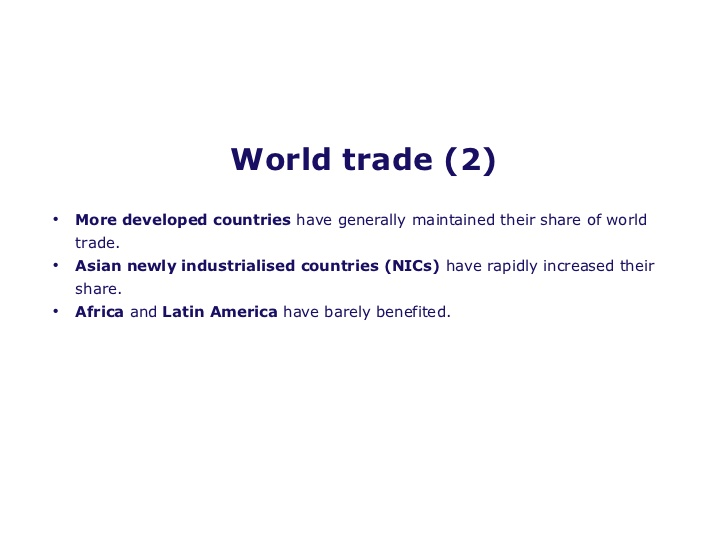 World trade (2)
• More developed countries have generally maintained their share of world
trade.
• Asian newly industrialised countries (NICs) have rapidly increased their
share.
• Africa and Latin America have barely benefited.